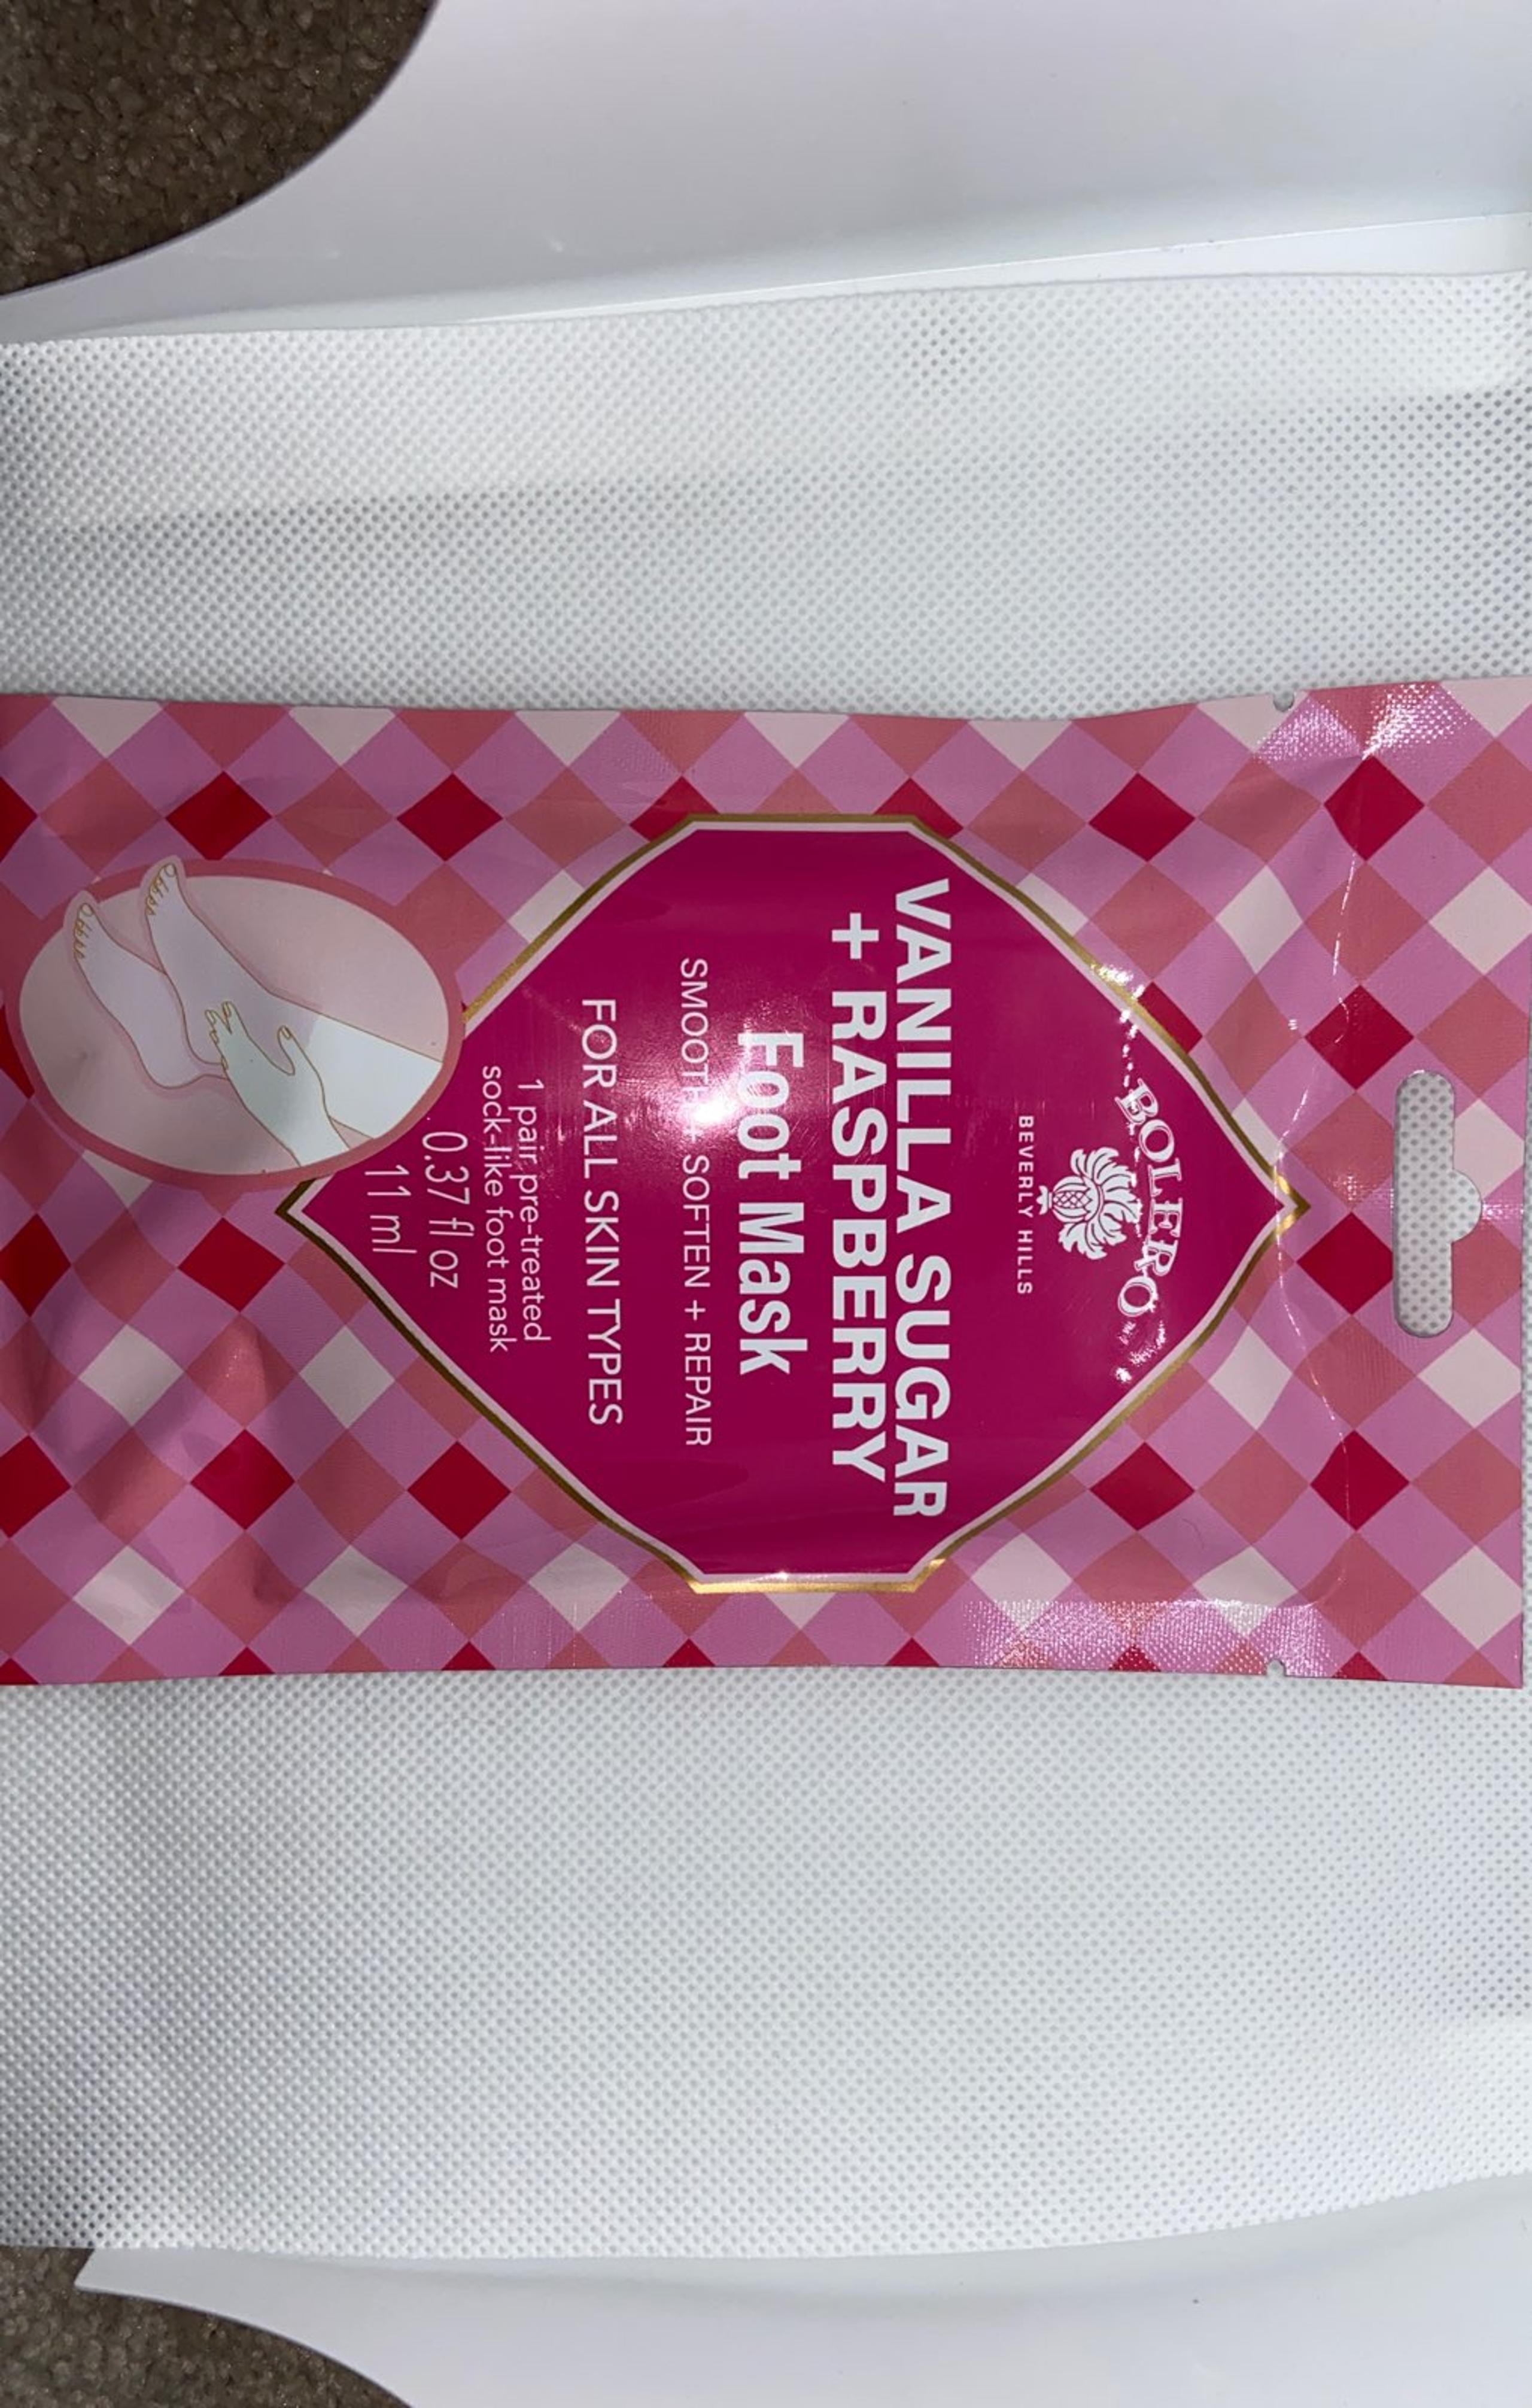 BOLERO
BEVERLY HILLS
VANILLA SUGAR
+ RASPBERRY
Foot Mask
SMOOTH + SOFTEN + REPAIR
FOR ALL SKIN TYPES
1 pair pre-treated
sock-like foot mask
0.37 fl oz
11 ml